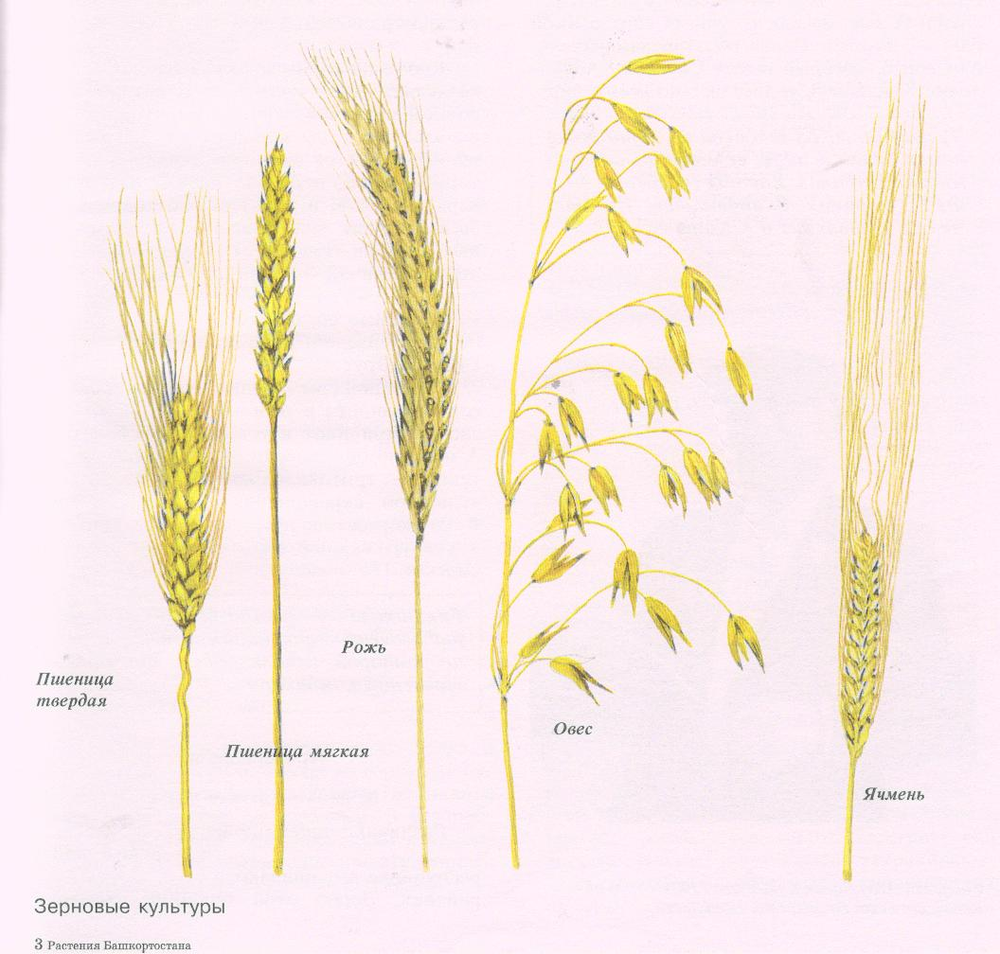 Пшеница
твердая
Пшеница мягкая
Рожь
Овес
Ячмень
Зерновые культуры
3 Растения Башкортостана